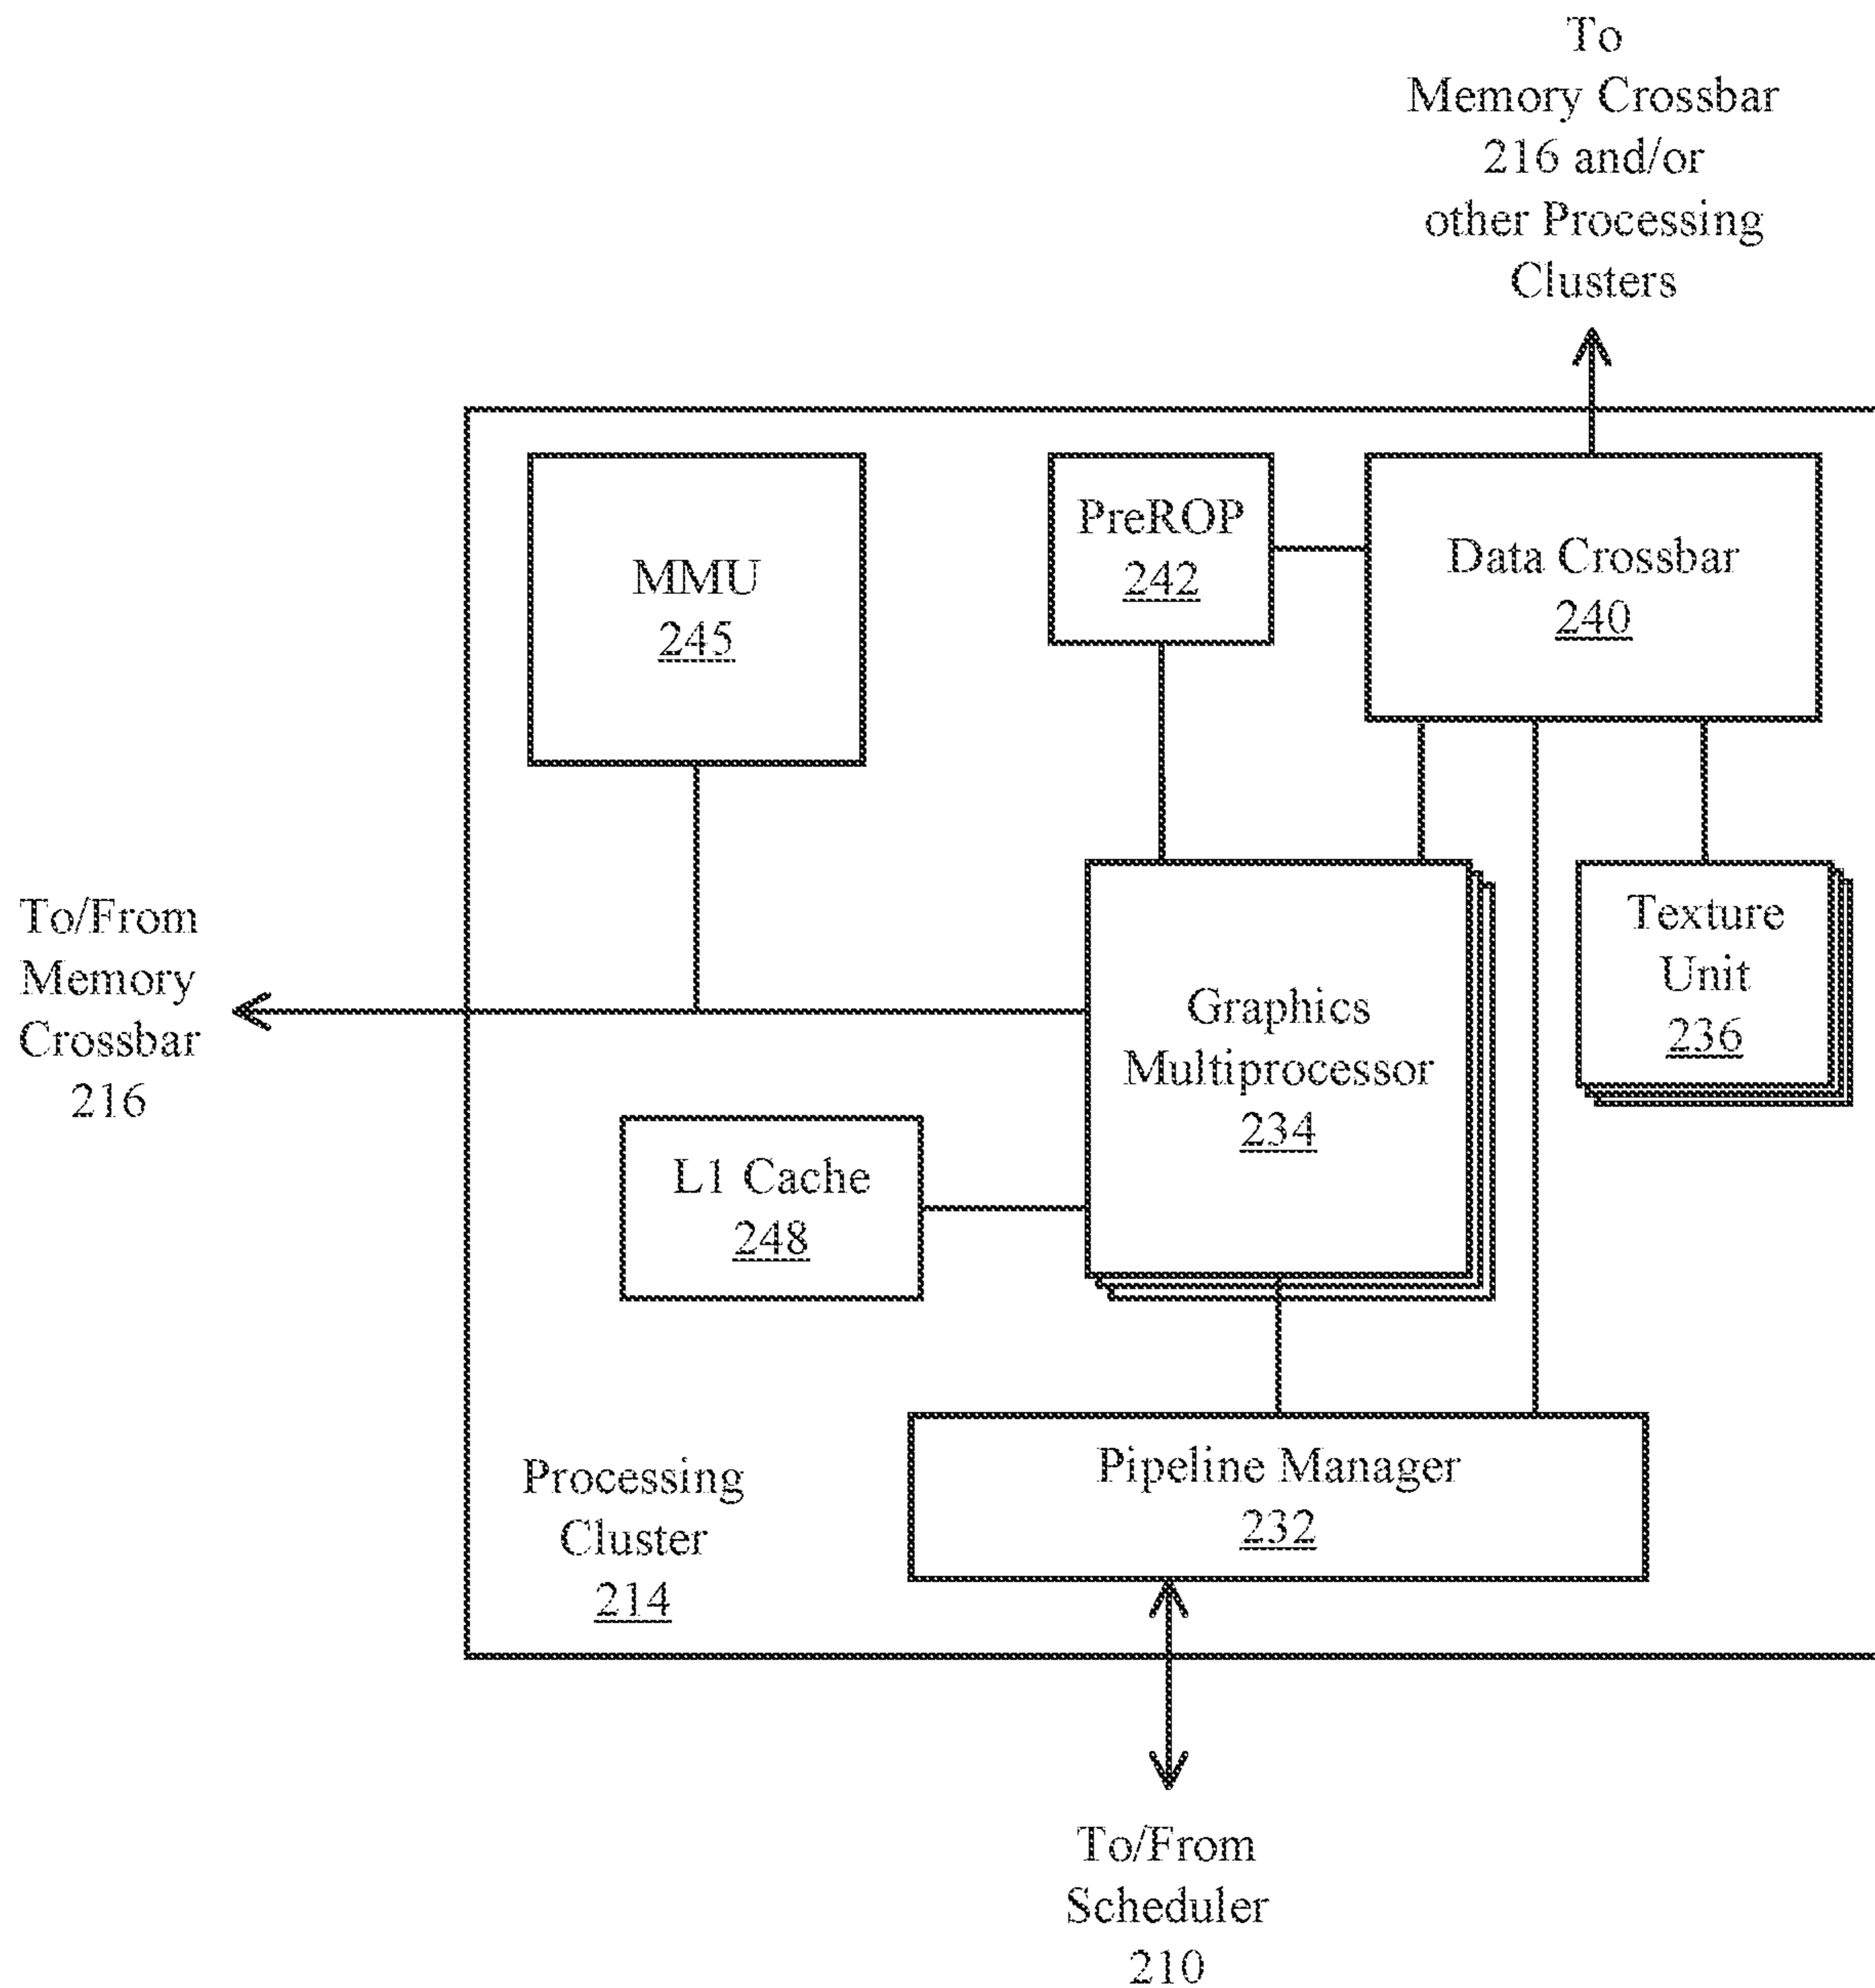 To
Memory Crossbar
216 and/or
other Processing
Clusters
MMU
245
PreROP
242
Data Crossbar
240
To/From
Memory
Crossbar
216
Graphics
Multiprocessor
234
Texture
Unit
236
L1 Cache
248
Processing
Cluster
214
Pipeline Manager
232
To/From
Scheduler
210